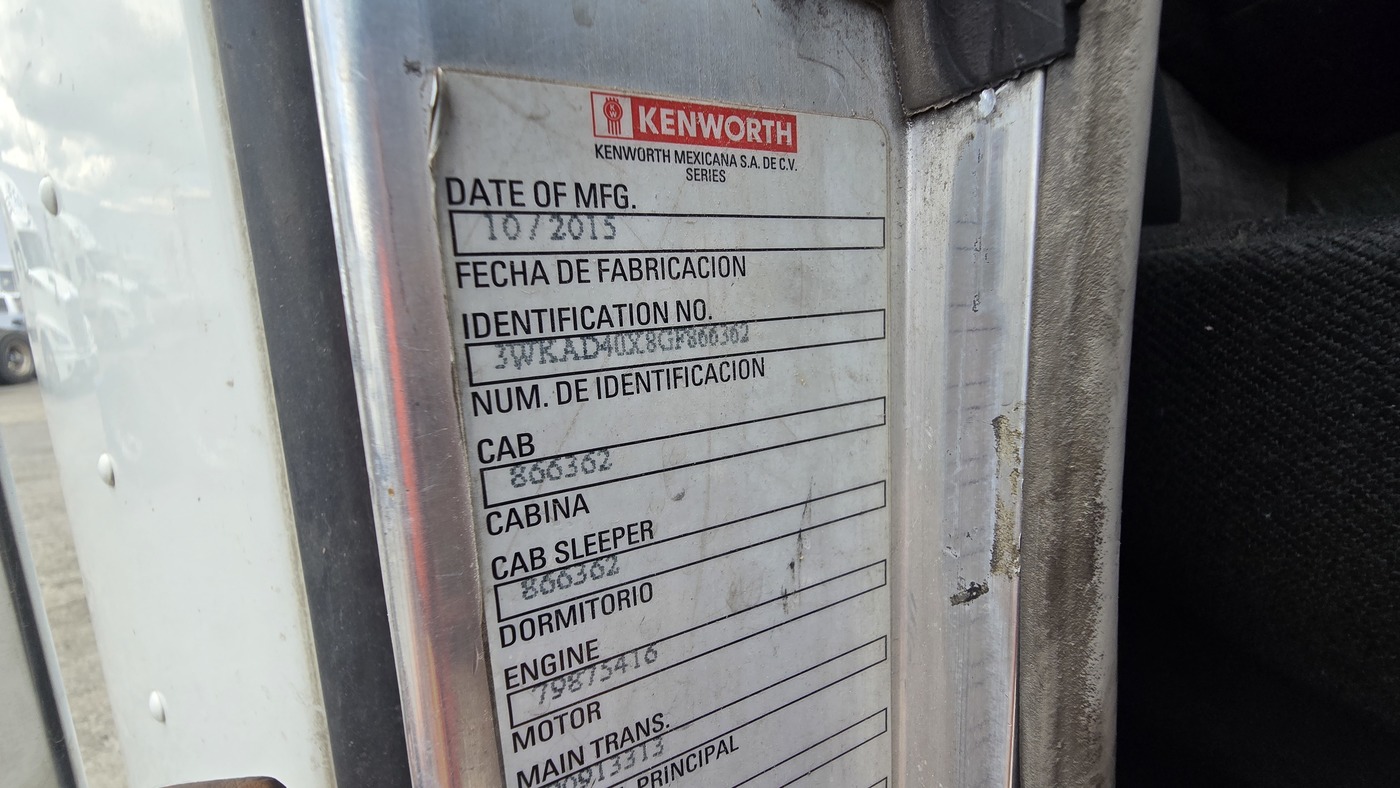 KENWORTH
KENWORTH MEXICANA S.A. DE C.V.
SERIES
DATE OF MFG.
10/2015
FECHA DE FABRICACION
IDENTIFICATION NO.
3WKAD40X8GF866362
NUM. DE IDENTIFICACION
CAB
866362
CABINA
CAB SLEEPER
866362
DORMITORIO
ENGINE
79875416
MOTOR
MAIN TRANS.
PRINCIPAL